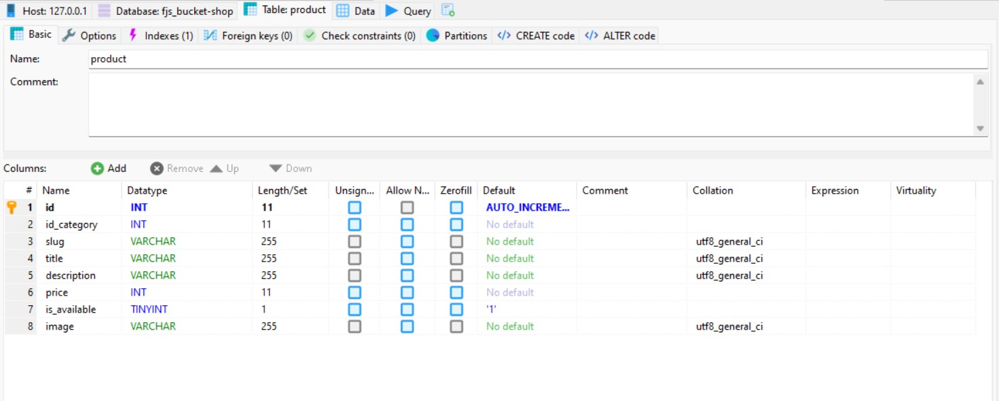 Host: 127.0.0.1 Database: fjs_bucket-shop Table: product Data Query
Basic Options Indexes (1) Foreign keys (0) Check constraints (0) Partitions CREATE code ALTER code
Name: product
Comment:
Columns: Add Remove Up Down
# Name Datatype Length/Set Unsign... Allow N... Zerofill Default Comment Collation Expression Virtuality
1 id INT 11 AUTO_INCREME...
2 id_category INT 11 No default
3 slug VARCHAR 255 No default utf8_general_ci
4 title VARCHAR 255 No default utf8_general_ci
5 description VARCHAR 255 No default utf8_general_ci
6 price INT 11 No default
7 is_available TINYINT 1 '1'
8 image VARCHAR 255 No default utf8_general_ci